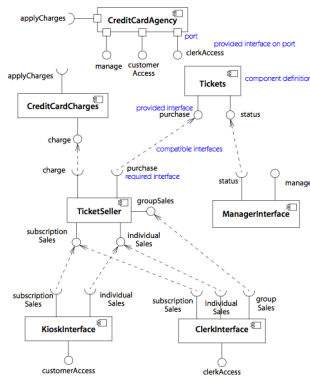 applyCharges
CreditCardAgency
port
provided interface on port
manage
customer
Access
clerkAccess
applyCharges
Tickets
component definition
CreditCardCharges
provided interface
purchase
status
charge
compatible interfaces
charge
purchase
required interface
status
manage
groupSales
TicketSeller
ManagerInterface
subscription
Sales
individual
Sales
subscription
Sales
individual
Sales
subscription
Sales
individual
Sales
group
Sales
KioskInterface
ClerkInterface
customerAccess
clerkAccess